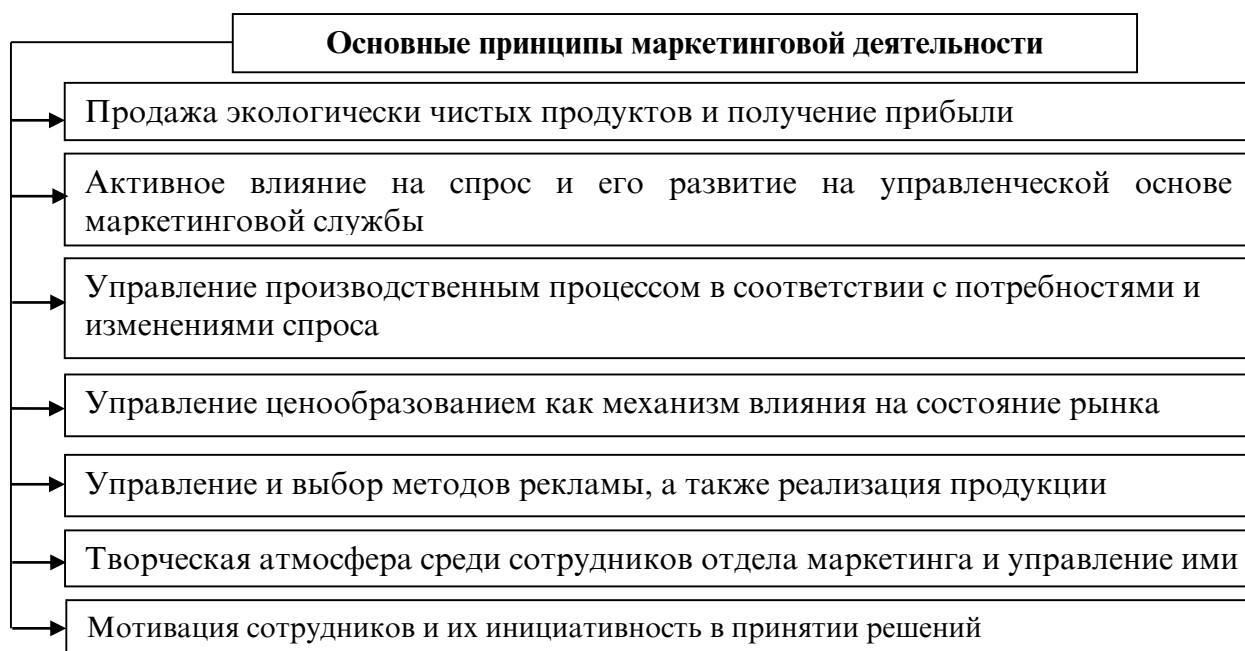 Основные принципы маркетинговой деятельности
Продажа экологически чистых продуктов и получение прибыли
Активное влияние на спрос и его развитие на управленческой основе
маркетинговой службы
Управление производственным процессом в соответствии с потребностями и
изменениями спроса
Управление ценообразованием как механизм влияния на состояние рынка
Управление и выбор методов рекламы, а также реализация продукции
Творческая атмосфера среди сотрудников отдела маркетинга и управление ими
Мотивация сотрудников и их инициативность в принятии решений